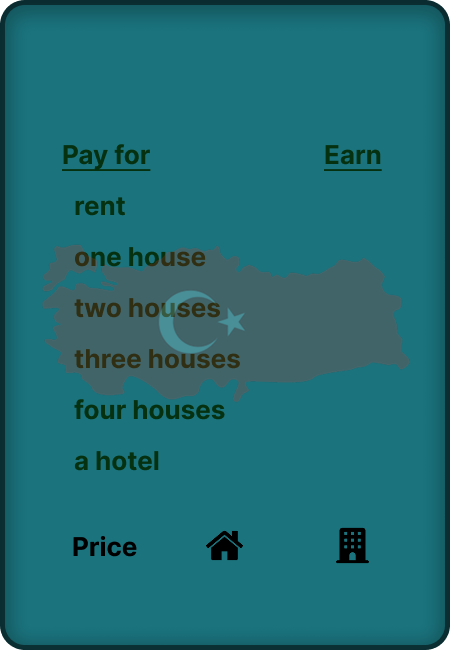 Pay for Earn
rent
one house
two houses
three houses
four houses
a hotel
Price